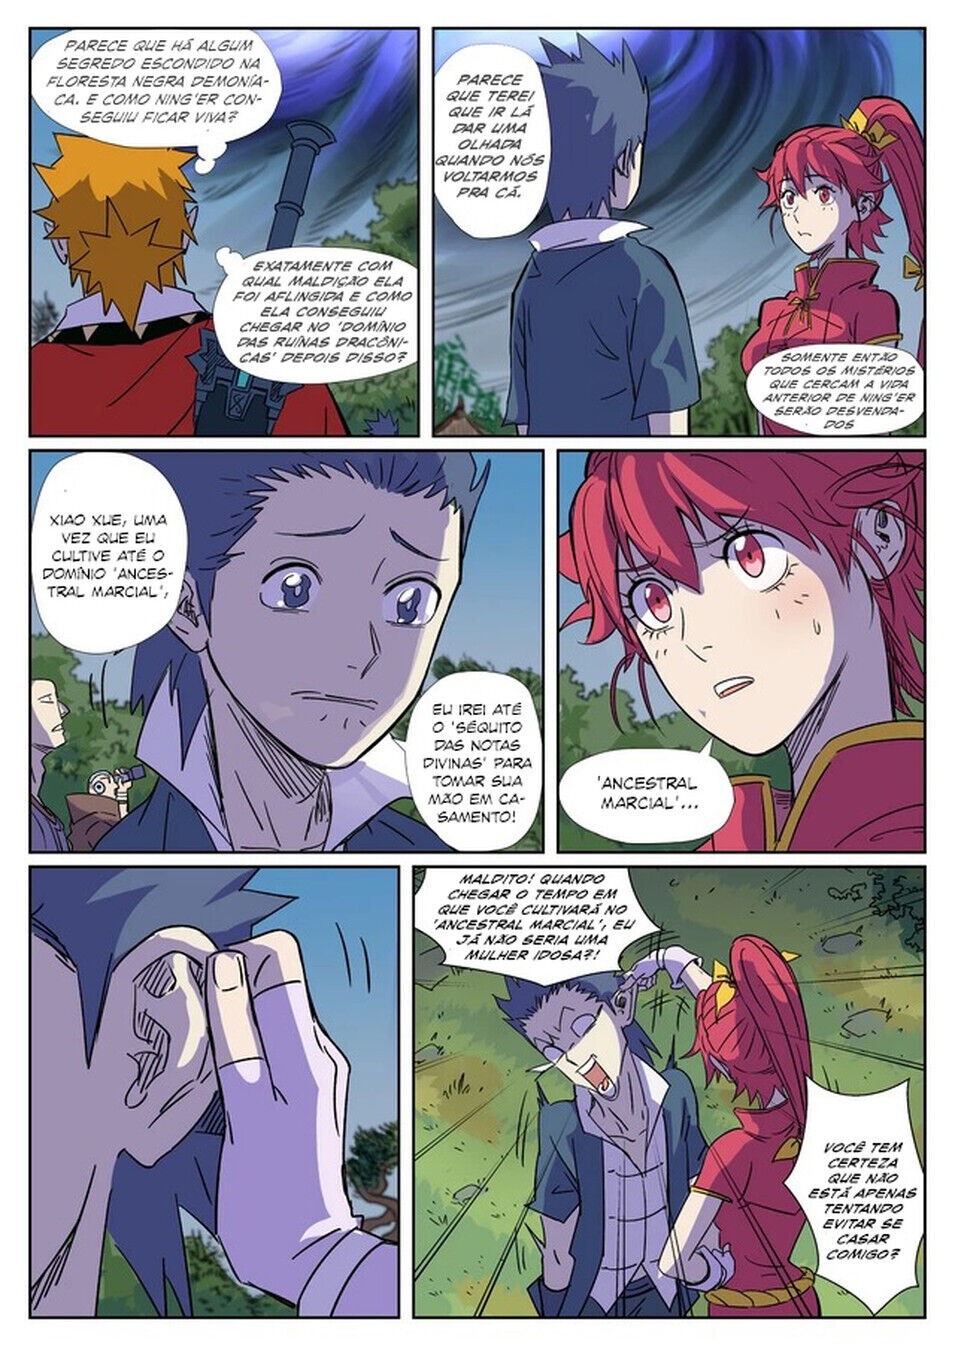 PARECE QUE HÁ ALGUM
SEGREDO ESCONDIDO NA
FLORESTA NEGRA DEMONÍA-
CA. E COMO NING'ER CON-
SEGUIU FICAR VIVA?
EXATAMENTE COM
QUAL MALDIÇÃO ELA
FOI AFLINGIDA E COMO
ELA CONSEGUIU
CHEGAR NO 'DOMÍNIO
DAS RUÍNAS DRACÔNI-
CAS' DEPOIS DISSO?
PARECE
QUE TEREI
QUE IR LÁ
DAR UMA
OLHADA
QUANDO NÓS
VOLTARMOS
PRA CÁ.
SOMENTE ENTÃO
TODOS OS MISTÉRIOS
QUE CERCAM A VIDA
ANTERIOR DE NING'ER
SERÃO DESVENDA-
DOS
XIAO XUE, UMA
VEZ QUE EU
CULTIVE ATÉ O
DOMÍNIO 'ANCES-
TRAL MARCIAL',
EU IREI ATÉ
O 'SÉQUITO
DAS NOTAS
DIVINAS' PARA
TOMAR SUA
MÃO EM CA-
SAMENTO!
'ANCESTRAL
MARCIAL'...
MALDITO! QUANDO
CHEGAR O TEMPO EM
QUE VOCÊ CULTIVARÁ NO
'ANCESTRAL MARCIAL', EU
JÁ NÃO SERIA UMA
MULHER IDOSA?!
VOCÊ TEM
CERTEZA
QUE NÃO
ESTÁ APENAS
TENTANDO
EVITAR SE
CASAR
COMIGO?